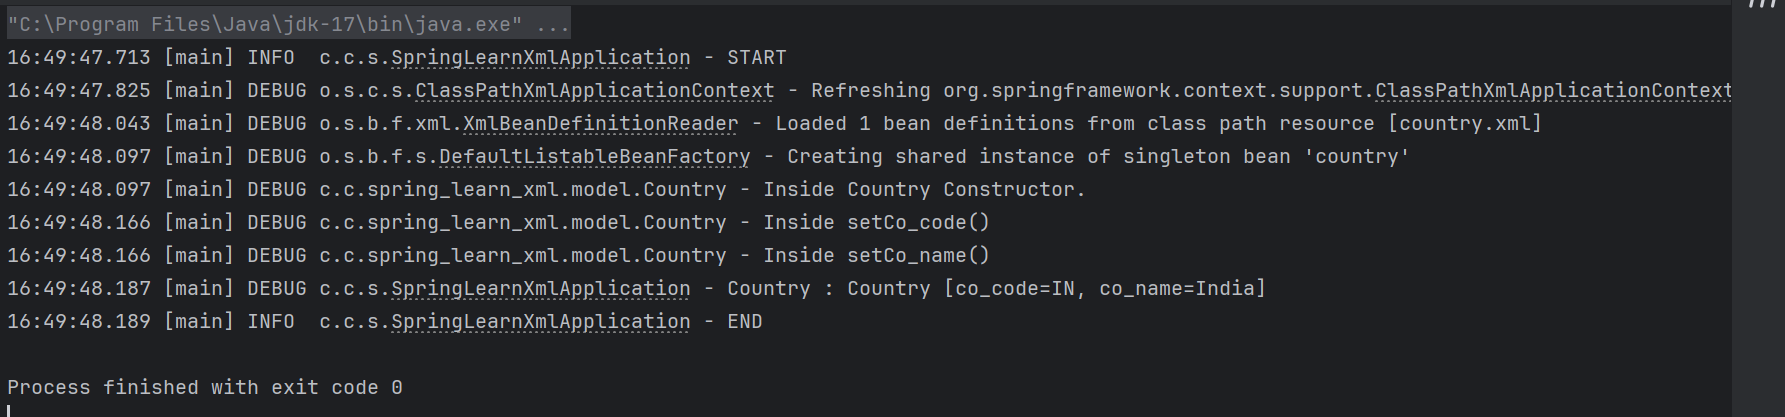 "C:\Program Files\Java\jdk-17\bin\java.exe" ...
16:49:47.713 [main] INFO  c.c.s.SpringLearnXmlApplication - START
16:49:47.825 [main] DEBUG o.s.c.s.ClassPathXmlApplicationContext - Refreshing org.springframework.context.support.ClassPathXmlApplicationContext
16:49:48.043 [main] DEBUG o.s.b.f.xml.XmlBeanDefinitionReader - Loaded 1 bean definitions from class path resource [country.xml]
16:49:48.097 [main] DEBUG o.s.b.f.s.DefaultListableBeanFactory - Creating shared instance of singleton bean 'country'
16:49:48.097 [main] DEBUG c.c.spring_learn_xml.model.Country - Inside Country Constructor.
16:49:48.166 [main] DEBUG c.c.spring_learn_xml.model.Country - Inside setCo_code()
16:49:48.166 [main] DEBUG c.c.spring_learn_xml.model.Country - Inside setCo_name()
16:49:48.187 [main] DEBUG c.c.s.SpringLearnXmlApplication - Country : Country [co_code=IN, co_name=India]
16:49:48.189 [main] INFO  c.c.s.SpringLearnXmlApplication - END
Process finished with exit code 0